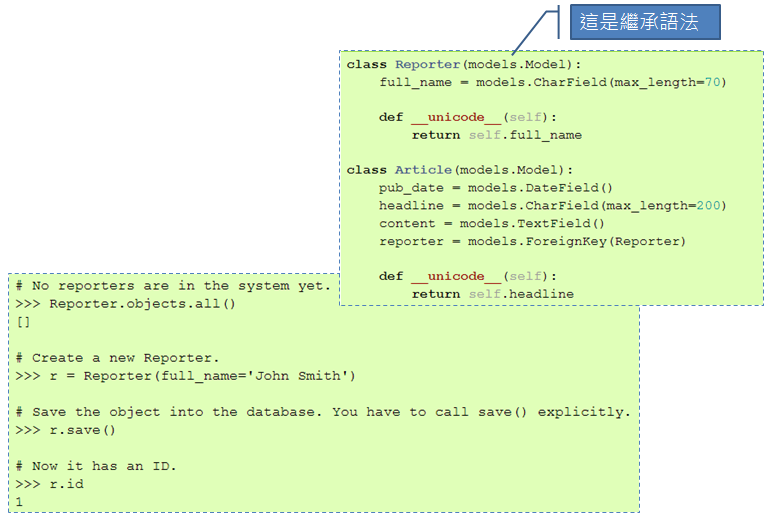 這是繼承語法
class Reporter(models.Model):
    full_name = models.CharField(max_length=70)

    def __unicode__(self):
        return self.full_name

class Article(models.Model):
    pub_date = models.DateField()
    headline = models.CharField(max_length=200)
    content = models.TextField()
    reporter = models.ForeignKey(Reporter)

    def __unicode__(self):
        return self.headline
# No reporters are in the system yet.
>>> Reporter.objects.all()
[]

# Create a new Reporter.
>>> r = Reporter(full_name='John Smith')

# Save the object into the database. You have to call save() explicitly.
>>> r.save()

# Now it has an ID.
>>> r.id
1